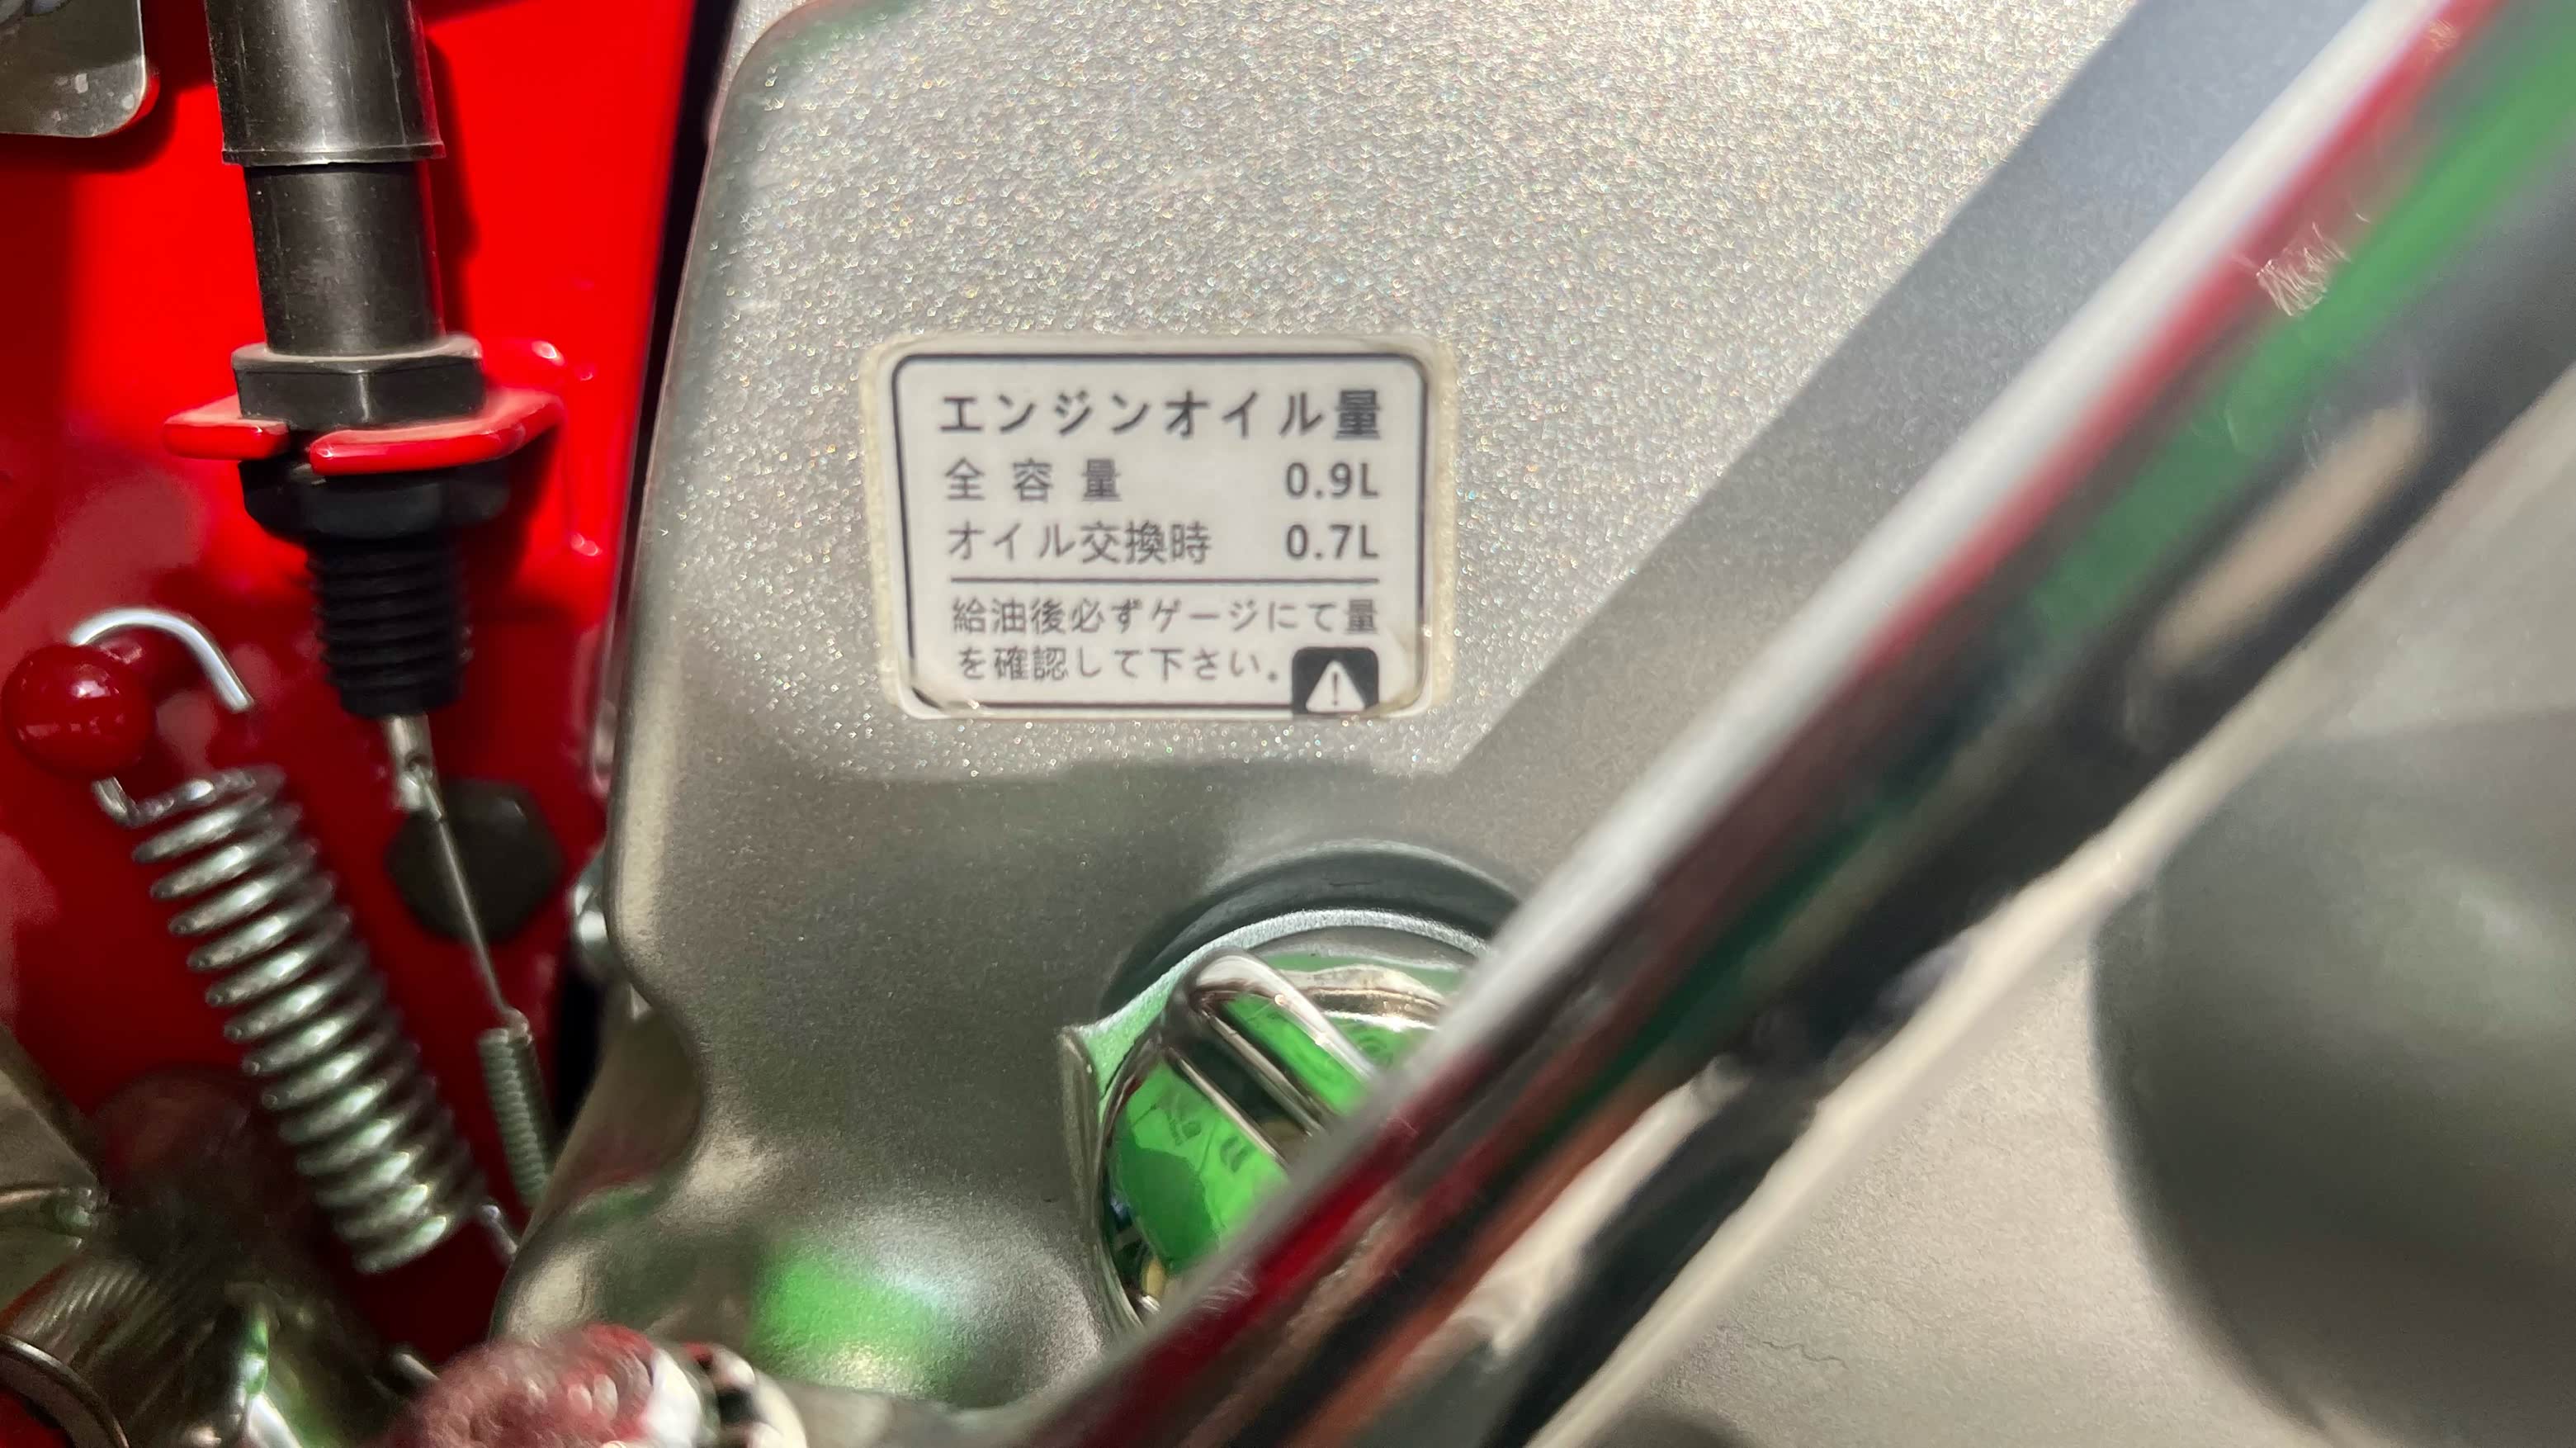 エンジンオイル量
全容量 0.9L
オイル交換時 0.7L
給油後必ずゲージにて量
を確認して下さい.